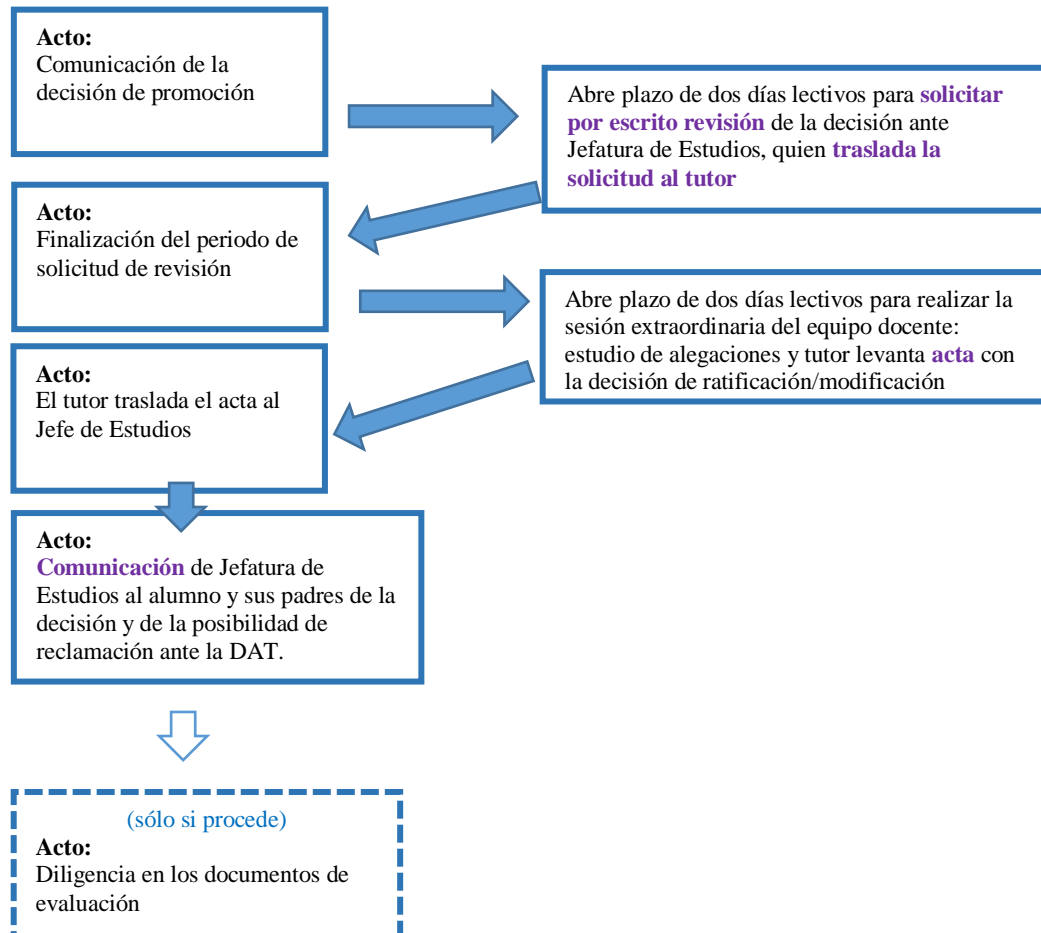 Acto:
Comunicación de la
decisión de promoción
Abre plazo de dos días lectivos para solicitar
por escrito revisión de la decisión ante
Jefatura de Estudios, quien traslada la
solicitud al tutor
Acto:
Finalización del periodo de
solicitud de revisión
Abre plazo de dos días lectivos para realizar la
sesión extraordinaria del equipo docente:
estudio de alegaciones y tutor levanta acta con
la decisión de ratificación/modificación
Acto:
El tutor traslada el acta al
Jefe de Estudios
Acto:
Comunicación de Jefatura de
Estudios al alumno y sus padres de la
decisión y de la posibilidad de
reclamación ante la DAT.
(sólo si procede)
Acto:
Diligencia en los documentos de
evaluación